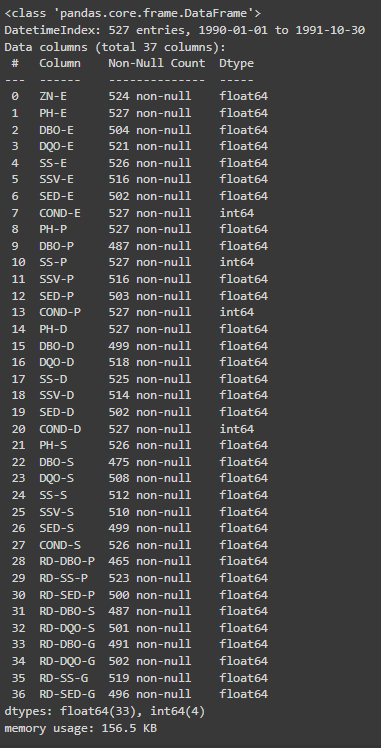 <class 'pandas.core.frame.DataFrame'>
DatetimeIndex: 527 entries, 1990-01-01 to 1991-10-30
Data columns (total 37 columns):
 #   Column    Non-Null Count  Dtype
---  ------    --------------  -----
 0   ZN-E      524 non-null    float64
 1   PH-E      527 non-null    float64
 2   DBO-E     504 non-null    float64
 3   DQO-E     521 non-null    float64
 4   SS-E      526 non-null    float64
 5   SSV-E     516 non-null    float64
 6   SED-E     502 non-null    float64
 7   COND-E    527 non-null    int64
 8   PH-P      527 non-null    float64
 9   DBO-P     487 non-null    float64
 10  SS-P      527 non-null    int64
 11  SSV-P     516 non-null    float64
 12  SED-P     503 non-null    float64
 13  COND-P    527 non-null    int64
 14  PH-D      527 non-null    float64
 15  DBO-D     499 non-null    float64
 16  DQO-D     518 non-null    float64
 17  SS-D      525 non-null    float64
 18  SSV-D     514 non-null    float64
 19  SED-D     502 non-null    float64
 20  COND-D    527 non-null    int64
 21  PH-S      526 non-null    float64
 22  DBO-S     475 non-null    float64
 23  DQO-S     508 non-null    float64
 24  SS-S      512 non-null    float64
 25  SSV-S     510 non-null    float64
 26  SED-S     499 non-null    float64
 27  COND-S    526 non-null    float64
 28  RD-DBO-P  465 non-null    float64
 29  RD-SS-P   523 non-null    float64
 30  RD-SED-P  500 non-null    float64
 31  RD-DBO-S  487 non-null    float64
 32  RD-DQO-S  501 non-null    float64
 33  RD-DBO-G  491 non-null    float64
 34  RD-DQO-G  502 non-null    float64
 35  RD-SS-G   519 non-null    float64
 36  RD-SED-G  496 non-null    float64
dtypes: float64(33), int64(4)
memory usage: 156.5 KB